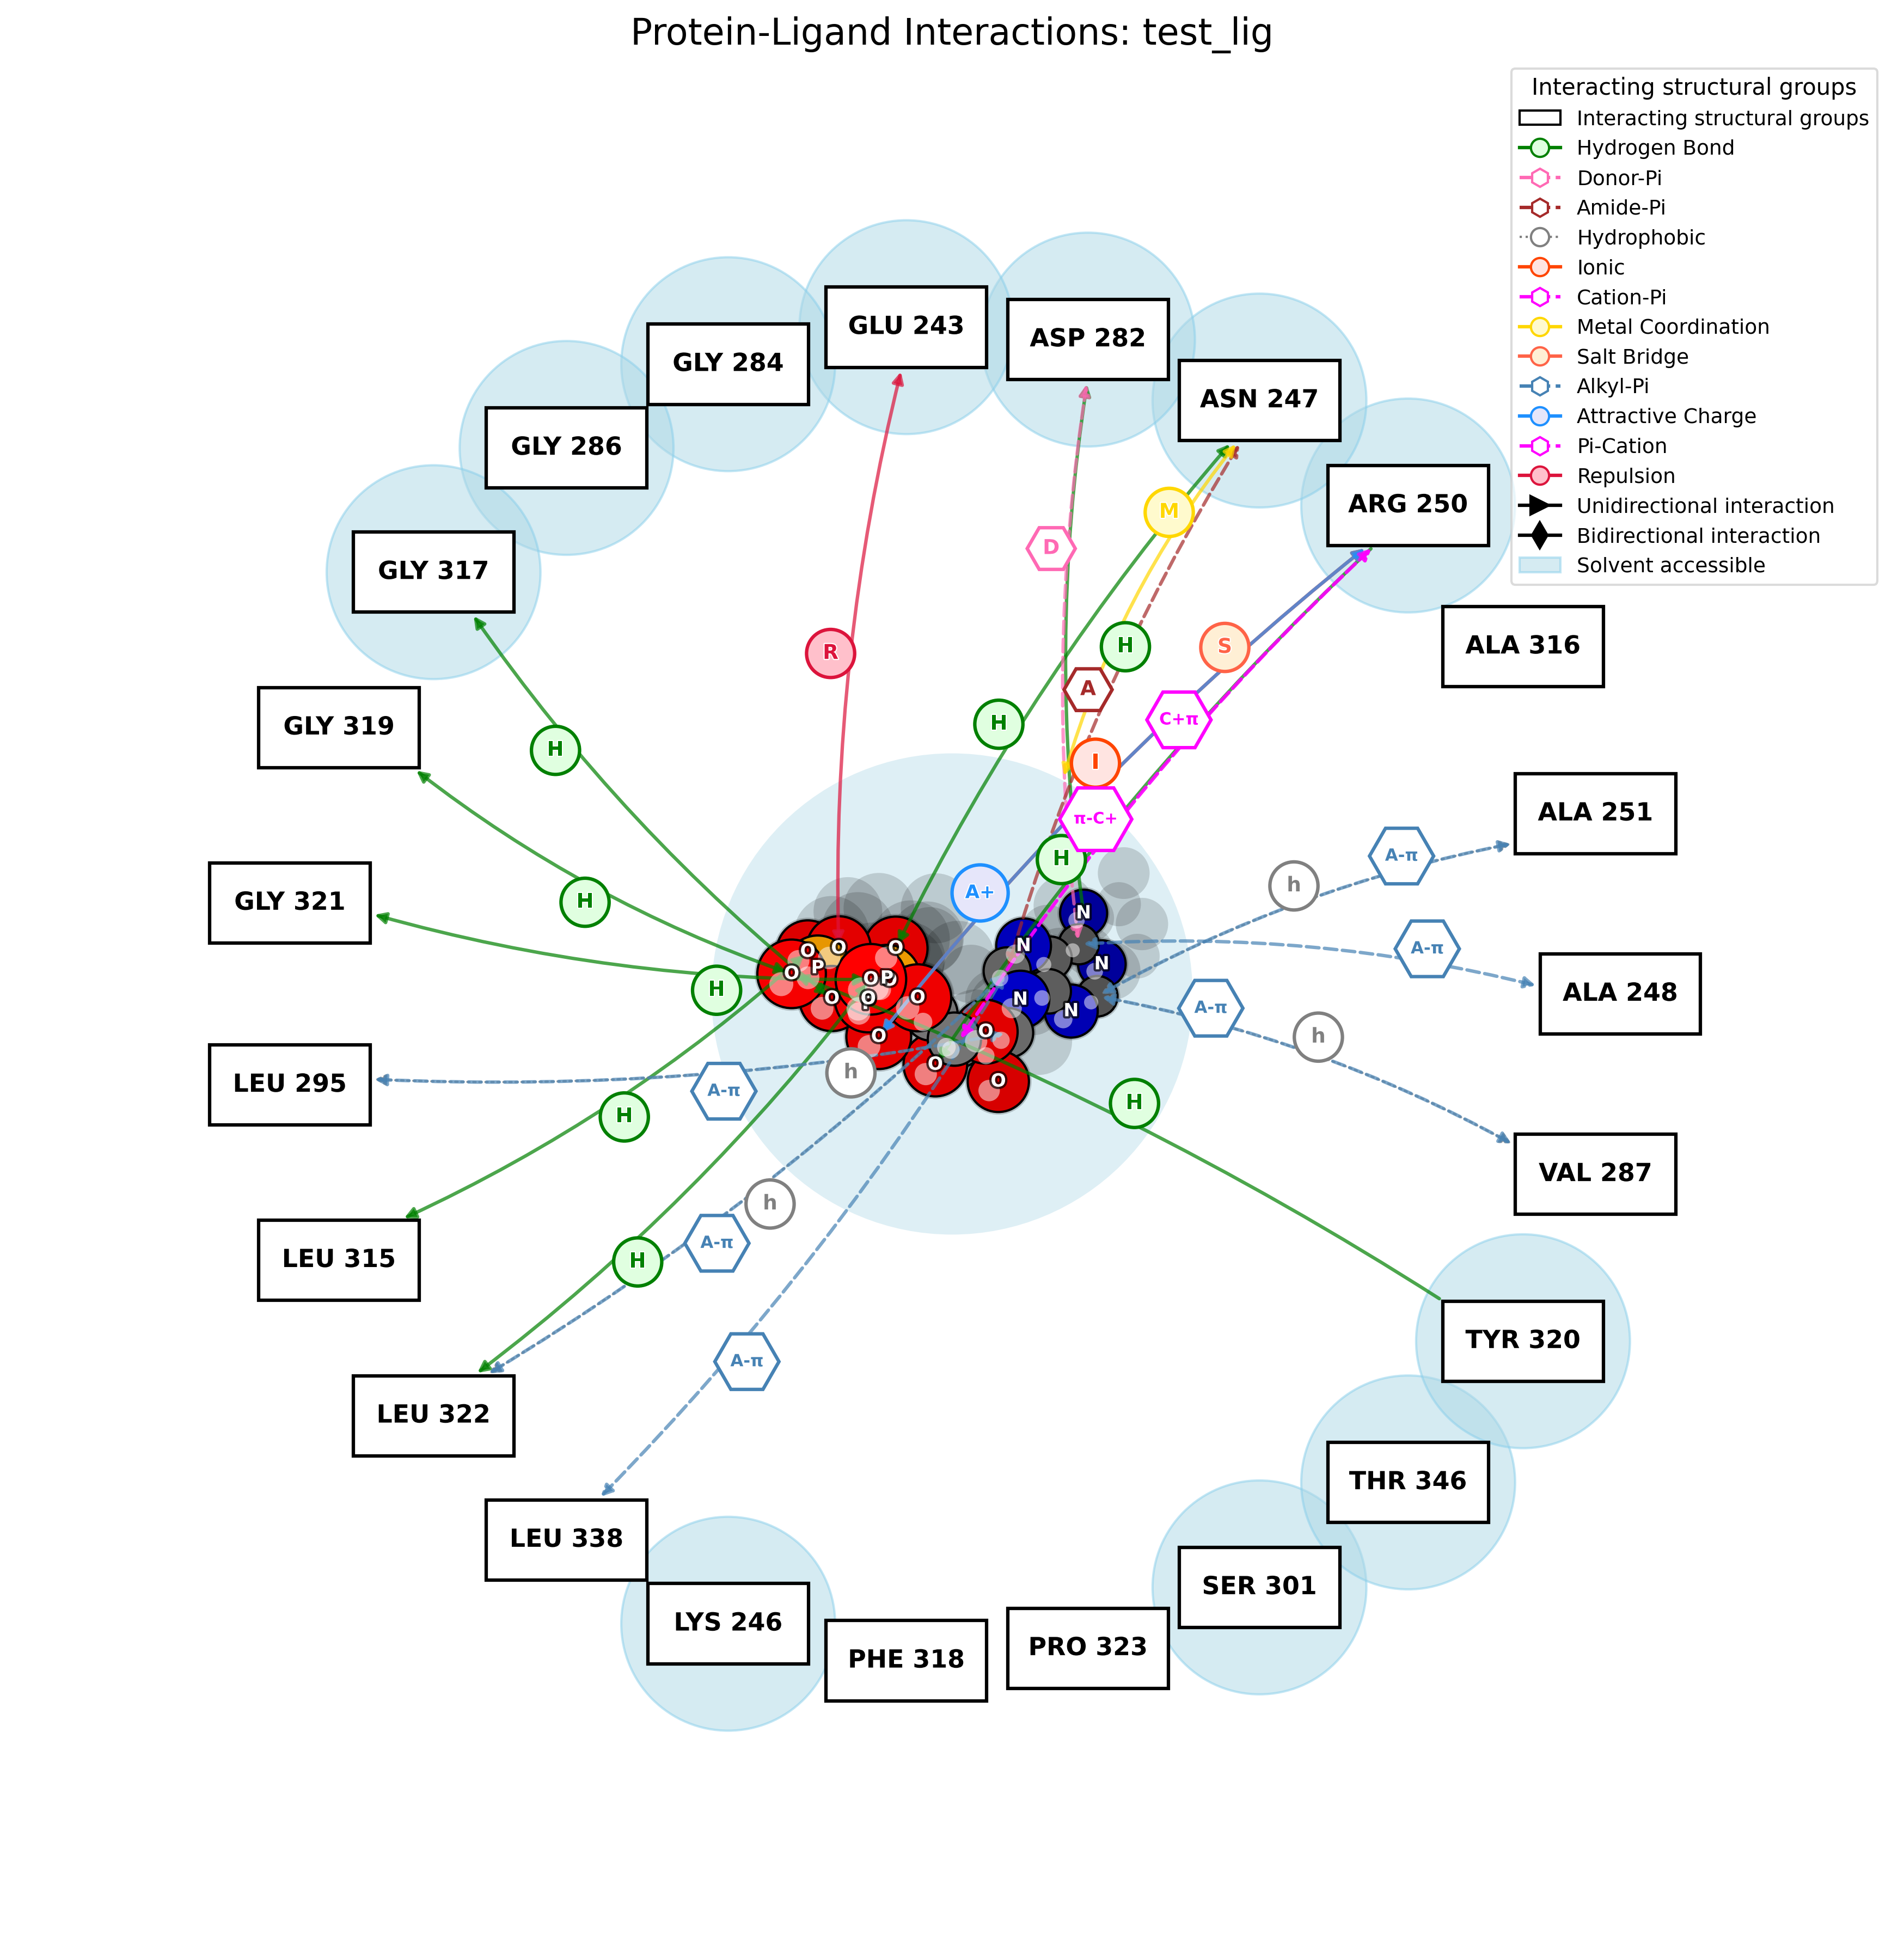 Protein-Ligand Interactions: test_lig
Interacting structural groups
Interacting structural groups
Hydrogen Bond
Donor-Pi
Amide-Pi
Hydrophobic
Ionic
Cation-Pi
Metal Coordination
Salt Bridge
Alkyl-Pi
Attractive Charge
Pi-Cation
Repulsion
Unidirectional interaction
Bidirectional interaction
Solvent accessible
GLU 243
ASP 282
GLY 284
ASN 247
GLY 286
ARG 250
M
D
GLY 317
H
S
R
ALA 316
A
C+π
H
GLY 319
H
I
ALA 251
π-C+
A-π
H
h
A+
GLY 321
H
N
N
O
O
O
A-π
N
P
O
O
P
H
ALA 248
O
O
O
N
A-π
N
O
O
h
O
h
LEU 295
A-π
O
H
H
VAL 287
h
A-π
LEU 315
H
TYR 320
A-π
LEU 322
THR 346
LEU 338
SER 301
LYS 246
PHE 318
PRO 323